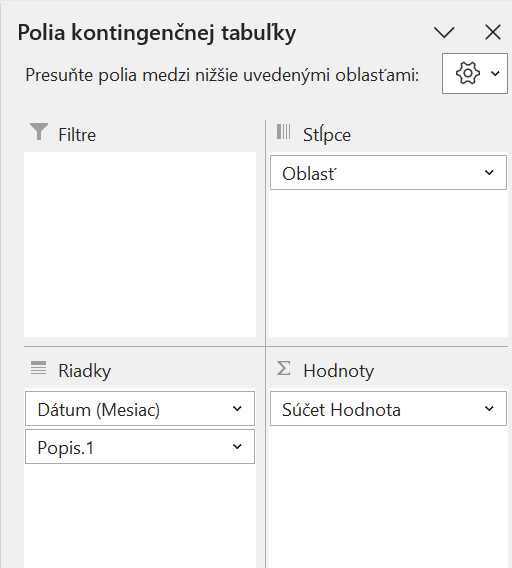 Polia kontingenčnej tabuľky
Presuňte polia medzi nižšie uvedenými oblasťami:
Filtre
Stĺpce
Oblasť
Riadky
Hodnoty
Dátum (Mesiac)
Súčet Hodnota
Popis.1